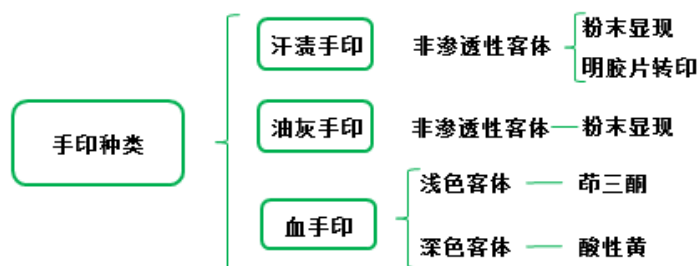 手印种类
汗渍手印
非渗透性客体
粉末显现
明胶片转印
油灰手印
非渗透性客体
粉末显现
血手印
浅色客体
茚三酮
深色客体
酸性黄